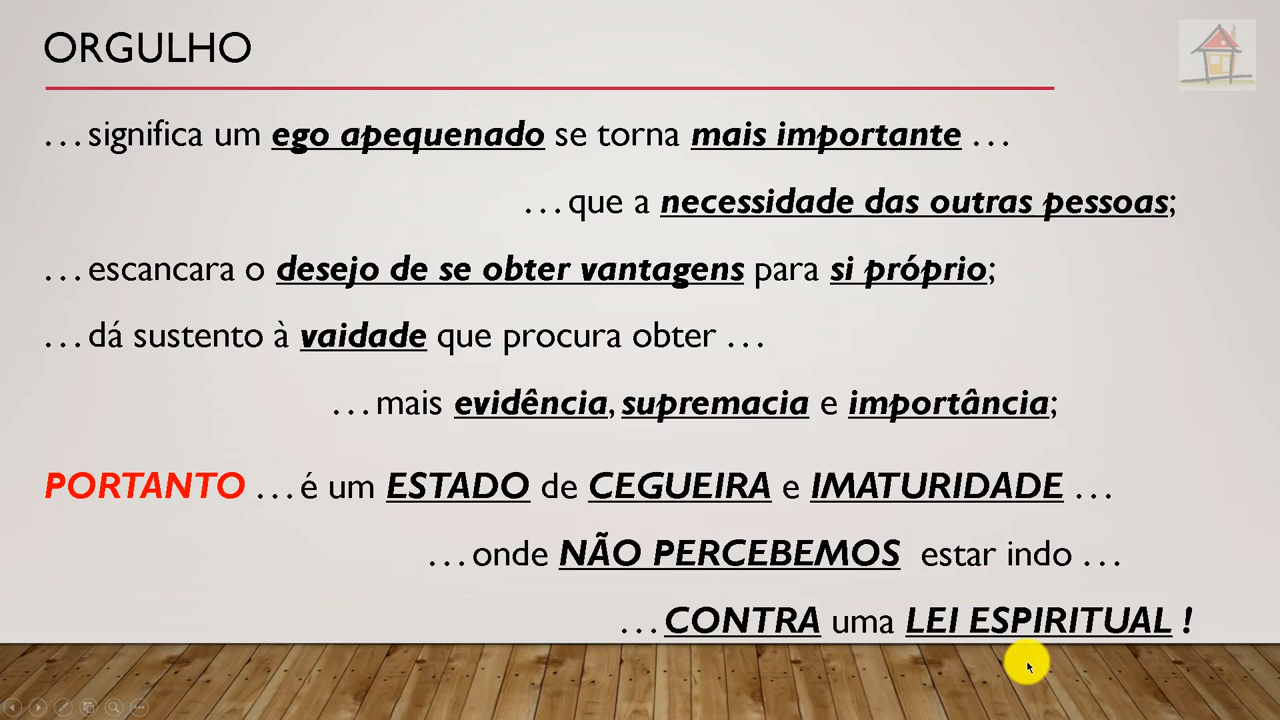 ORGULHO
...significa um ego apequenado se torna mais importante ...
...que a necessidade das outras pessoas;
...escancara o desejo de se obter vantagens para si próprio;
...dá sustento à vaidade que procura obter ...
...mais evidência, supremacia e importância;
PORTANTO ...é um ESTADO de CEGUEIRA e IMATURIDADE ...
...onde NÃO PERCEBEMOS estar indo ...
...CONTRA uma LEI ESPIRITUAL !